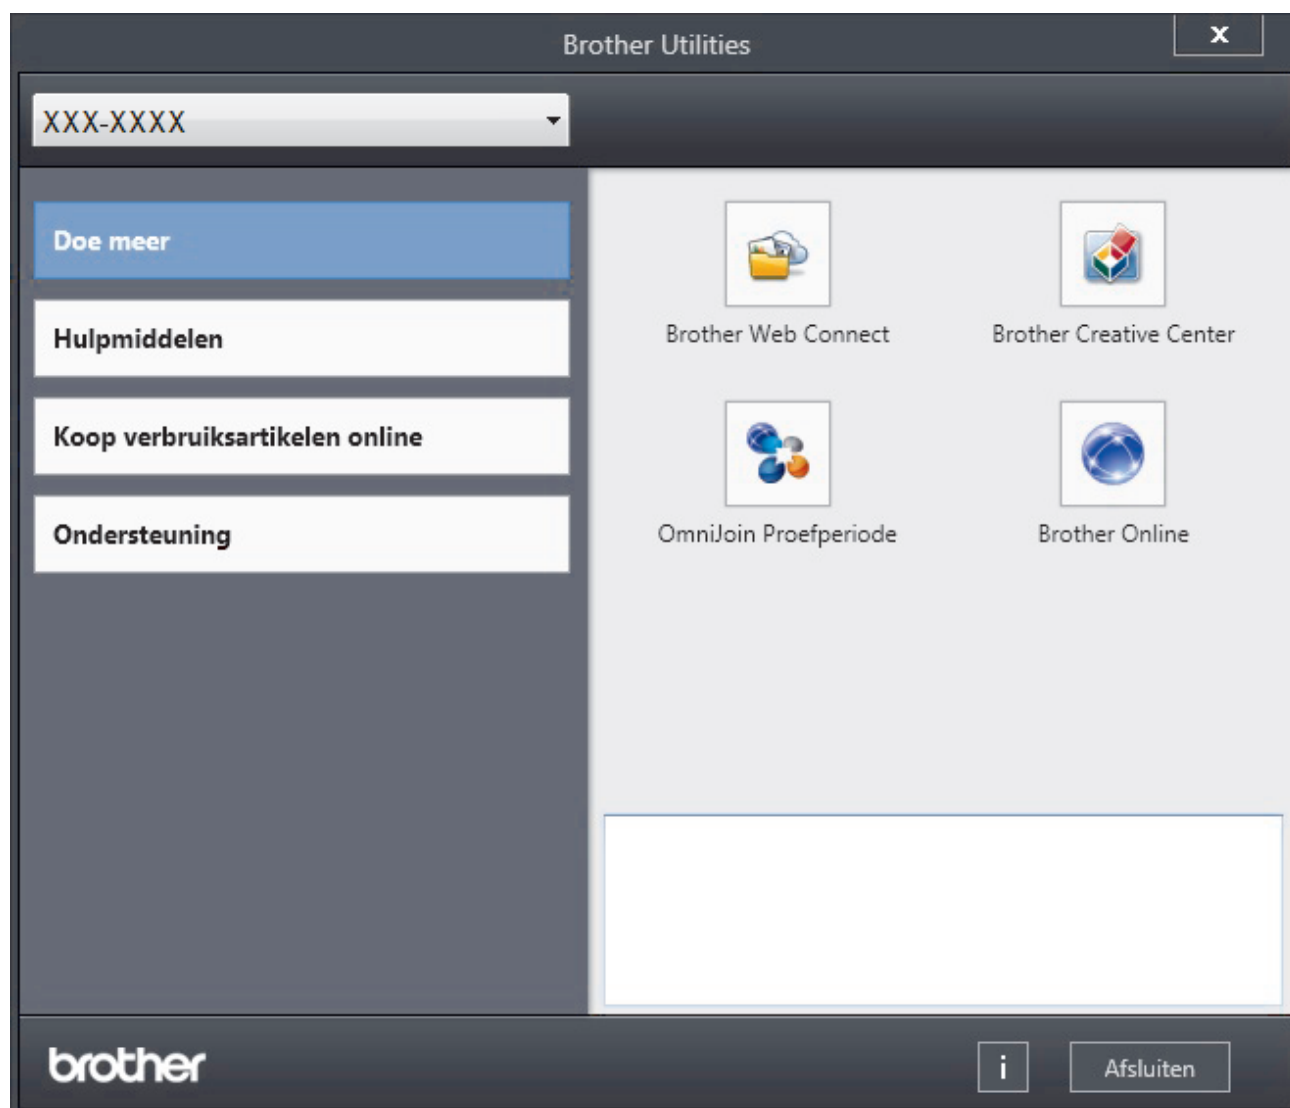 Brother Utilities
X
XXX-XXXX
Doe meer
Hulpmiddelen
Koop verbruiksartikelen online
Ondersteuning
Brother Web Connect
Brother Creative Center
OmniJoin Proefperiode
Brother Online
brother
i
Afsluiten